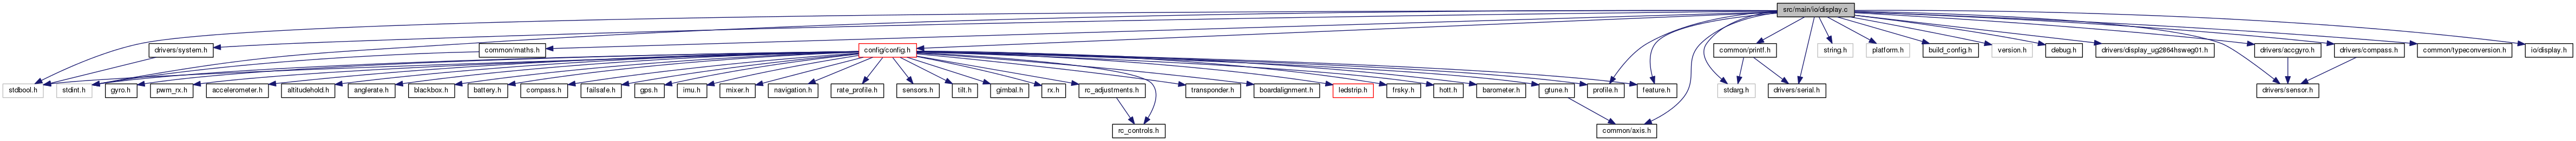 src/main/io/display.c
drivers/system.h
common/maths.h
config/config.h
common/printf.h
string.h
platform.h
build_config.h
version.h
debug.h
drivers/display_ug2864hsweg01.h
drivers/accgyro.h
drivers/compass.h
common/typeconversion.h
io/display.h
stdbool.h
stdint.h
gyro.h
pwm_rx.h
accelerometer.h
altitudehold.h
anglerate.h
blackbox.h
battery.h
compass.h
failsafe.h
gps.h
imu.h
mixer.h
navigation.h
rate_profile.h
sensors.h
tilt.h
gimbal.h
rx.h
rc_adjustments.h
transponder.h
boardalignment.h
ledstrip.h
frsky.h
hott.h
barometer.h
gtune.h
profile.h
feature.h
stdarg.h
drivers/serial.h
drivers/sensor.h
rc_controls.h
common/axis.h